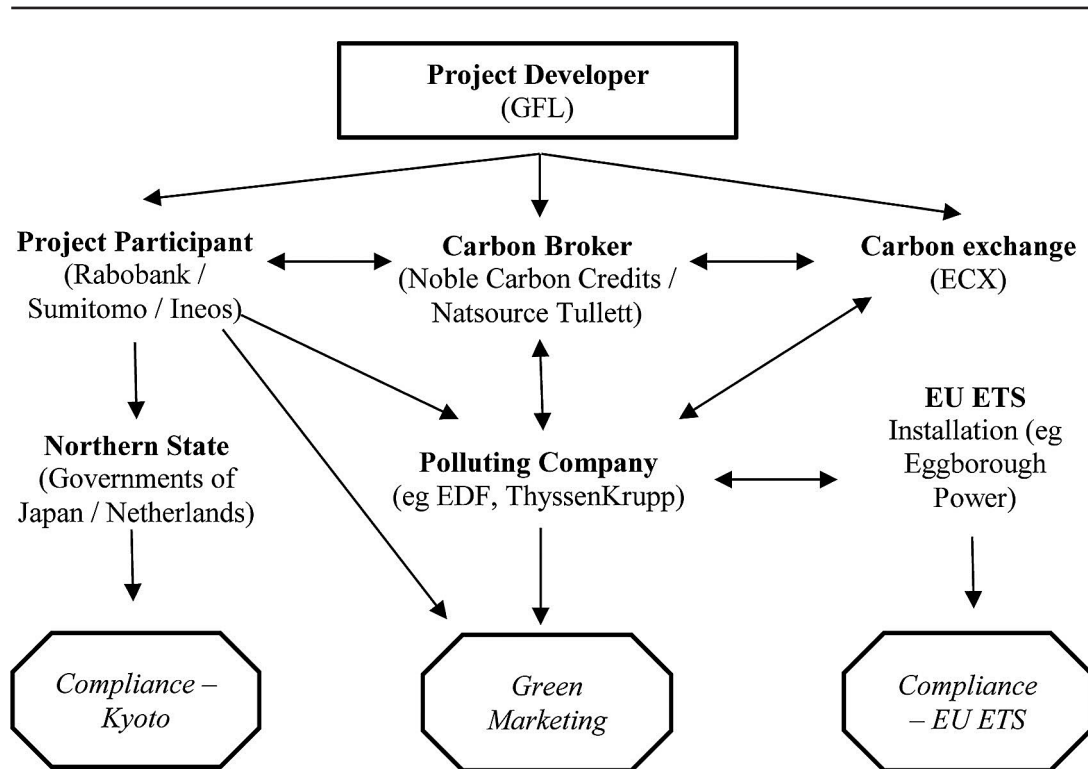 Project Developer
(GFL)
Project Participant
(Rabobank /
Sumitomo / Ineos)
Carbon Broker
(Noble Carbon Credits /
Natsource Tullett)
Carbon exchange
(ECX)
Northern State
(Governments of
Japan / Netherlands)
Polluting Company
(eg EDF, ThyssenKrupp)
EU ETS
Installation (eg
Eggborough
Power)
Compliance –
Kyoto
Green
Marketing
Compliance
– EU ETS